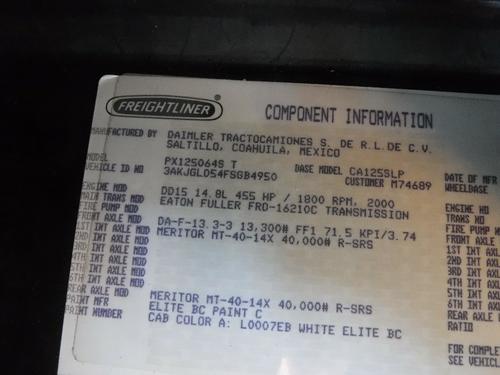 FREIGHTLINER
COMPONENT INFORMATION
MANUFACTURED BY DAIMLER TRACTOCAMIONES S. DE R.L.DE C.V.
SALTILLO, COAHUILA, MEXICO
MODEL PX125064S T BASE MODEL CA125SLP DATE OF MFR
VEHICLE ID NO 3AKJGLD54FSGB4950 CUSTOMER M74689 WHEELBASE
ENGINE MOD DD15 14.8L 455 HP / 1800 RPM, 2000 ENGINE NO
MAIN TRANS MOD EATON FULLER FRO-16210C TRANSMISSION TRANS NO
FIRE PUMP MOD FIRE PUMP
FRONT AXLE MOD DA-F-13.3-3 13,300# FF1 71.5 KPI/3.74 FRONT AXLE
1ST INT AXLE MOD MERITOR MT-40-14X 40,000# R-SRS 1ST INT AXLE
2ND INT AXLE MOD 2ND INT AXLE
3RD INT AXLE MOD 3RD INT AXLE
4TH INT AXLE MOD 4TH INT AXL
5TH INT AXLE MOD 5TH INT AXL
6TH INT AXLE MOD 6TH INT AXL
REAR AXLE MOD MERITOR MT-40-14X 40,000# R-SRS REAR AXLE
PAINT MFR ELITE BC PAINT C RATIO
PAINT NUMBER CAB COLOR A: L0007EB WHITE ELITE BC
FOR COMPLE
SEE VEHICL